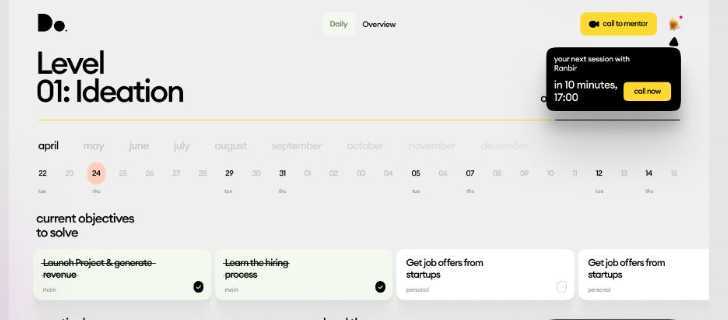 Do.
Daily
Overview
call to mentor
your next session with
Ranbir
in 10 minutes,
17:00
call now
Level
01: Ideation
april may june july august september october november december
22 23 24 25 26 27 28 29 30 31 01 02 03 04 05 06 07 08 09 10 11 12 13 14 15
tue thu tue thu tue thu tue thu
current objectives
to solve
Launch Project & generate
revenue
main
Learn the hiring
process
main
Get job offers from
startups
personal
Get job offers from
startups
personal